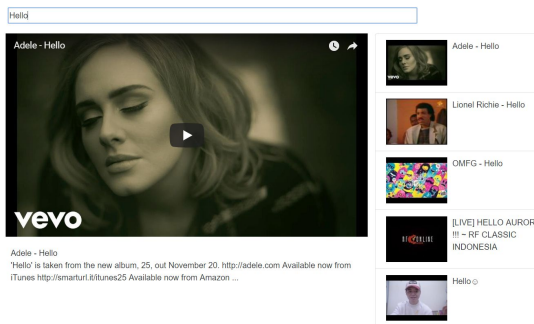 Hello
Adele - Hello
vevo
Adele - Hello
'Hello' is taken from the new album, 25, out November 20. http://adele.com Available now from
iTunes http://smarturl.it/itunes25 Available now from Amazon ...
vevo
Adele - Hello
Lionel Richie - Hello
OMFG - Hello
[LIVE] HELLO AUROR
!!! ~ RF CLASSIC
INDONESIA
Hello☺